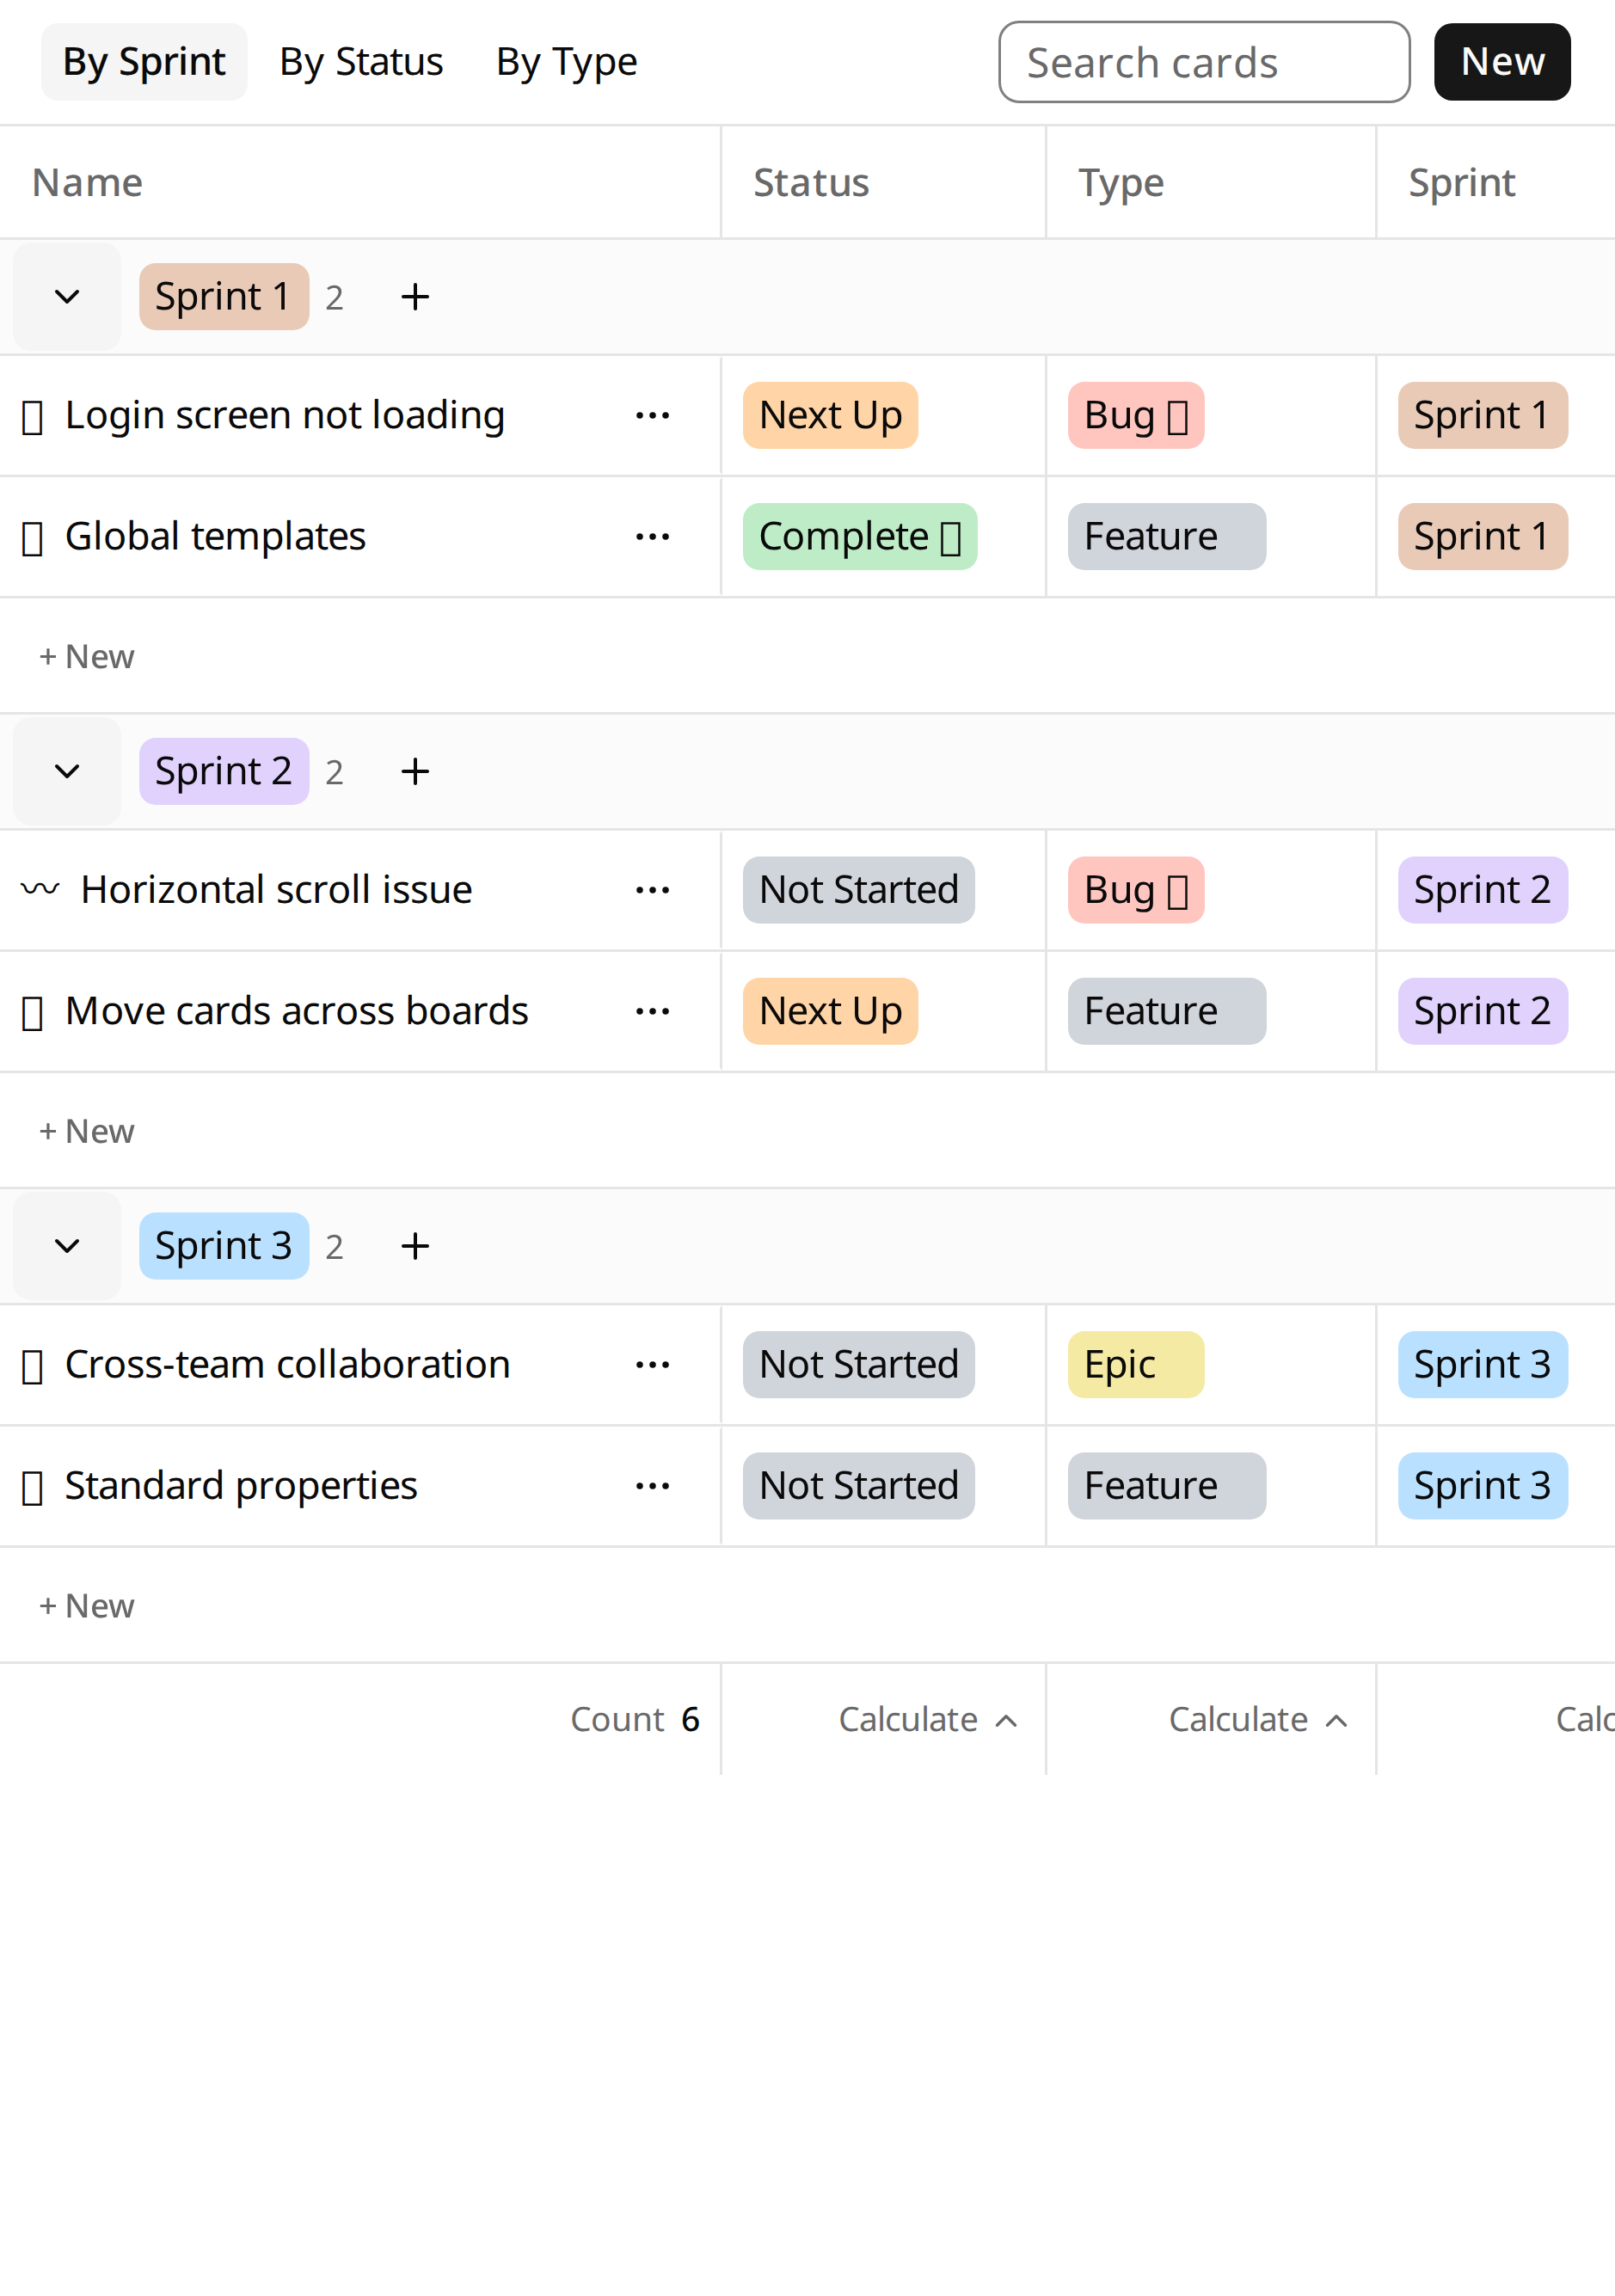 By Sprint By Status By Type Search cards New
Name Status Type Sprint
Sprint 1 2 +
Login screen not loading ... Next Up Bug Sprint 1
Global templates ... Complete Feature Sprint 1
+ New
Sprint 2 2 +
〰 Horizontal scroll issue ... Not Started Bug Sprint 2
Move cards across boards ... Next Up Feature Sprint 2
+ New
Sprint 3 2 +
Cross-team collaboration ... Not Started Epic Sprint 3
Standard properties ... Not Started Feature Sprint 3
+ New
Count 6 Calculate Calculate Calc